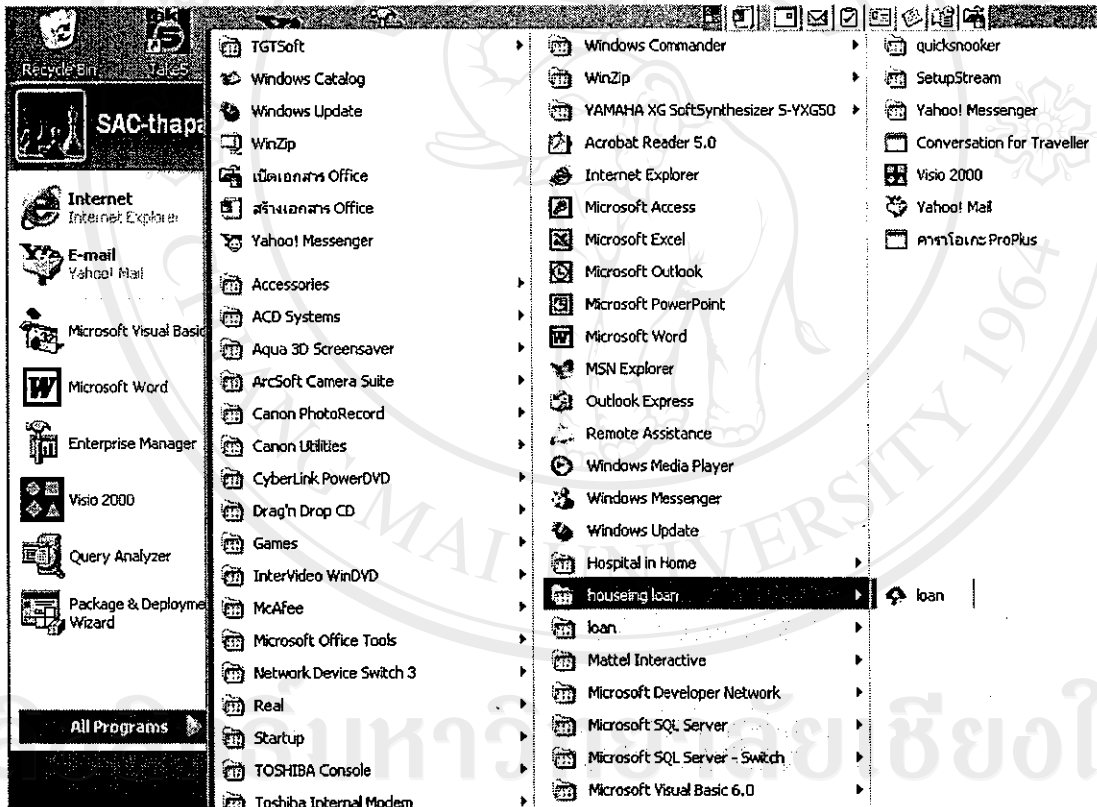 Recycle Bin
Take5
SAC-thapa
Internet
Internet Explorer
E-mail
Yahoo! Mail
Microsoft Visual Basic
Microsoft Word
Enterprise Manager
Visio 2000
Query Analyzer
Package & Deployme
Wizard
All Programs
TGTSoft
Windows Catalog
Windows Update
WinZip
เปิดเอกสาร Office
สร้างเอกสาร Office
Yahoo! Messenger
Accessories
ACD Systems
Aqua 3D Screensaver
ArcSoft Camera Suite
Canon PhotoRecord
Canon Utilities
CyberLink PowerDVD
Drag'n Drop CD
Games
InterVideo WinDVD
McAfee
Microsoft Office Tools
Network Device Switch 3
Real
Startup
TOSHIBA Console
Toshiba Internal Modem
Windows Commander
WinZip
YAMAHA XG SoftSynthesizer S-YXG50
Acrobat Reader 5.0
Internet Explorer
Microsoft Access
Microsoft Excel
Microsoft Outlook
Microsoft PowerPoint
Microsoft Word
MSN Explorer
Outlook Express
Remote Assistance
Windows Media Player
Windows Messenger
Windows Update
Hospital in Home
houseing loan
loan
Mattel Interactive
Microsoft Developer Network
Microsoft SQL Server
Microsoft SQL Server - Switch
Microsoft Visual Basic 6.0
quicksnooker
SetupStream
Yahoo! Messenger
Conversation for Traveller
Visio 2000
Yahoo! Mail
คาราโอเกะ ProPlus
loan
MAI UNIVERSITY 1964